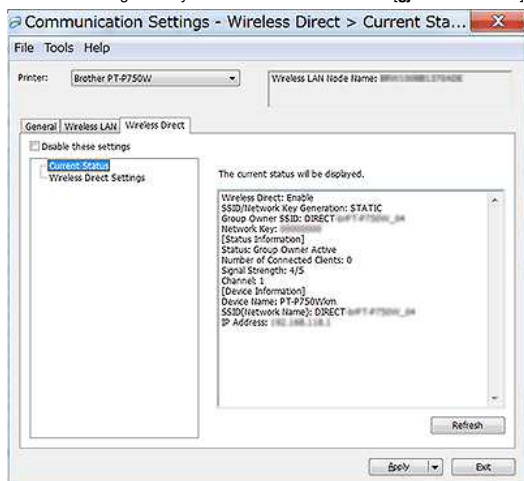 Communication Settings - Wireless Direct > Current Sta...
File Tools Help
Printer: Brother PT-P750W
Wireless LAN Node Name:
General Wireless LAN Wireless Direct
Disable these settings
Current Status
Wireless Direct Settings
The current status will be displayed.
Wireless Direct: Enable
SSID/Network Key Generation: STATIC
Group Owner SSID: DIRECT
Network Key:
[Status Information]
Status: Group Owner Active
Number of Connected Clients: 0
Signal Strength: 4/5
Channel: 1
[Device Information]
Device Name: PT-P750Wkm
SSID(Network Name): DIRECT
IP Address:
Refresh
Apply
Exit